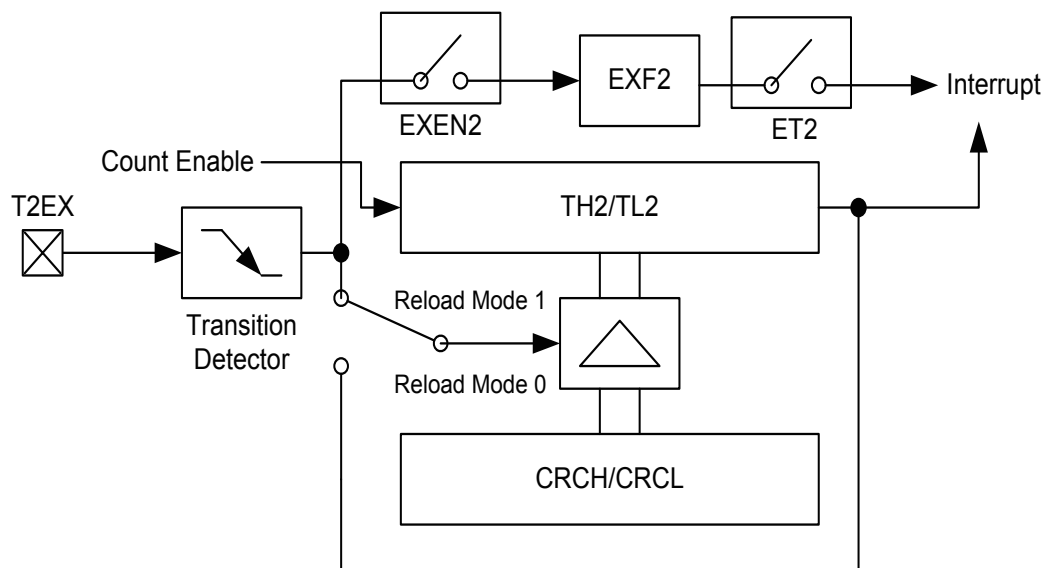 EXF2
Interrupt
EXEN2
ET2
Count Enable
T2EX
TH2/TL2
Reload Mode 1
Transition
Detector
Reload Mode 0
CRCH/CRCL